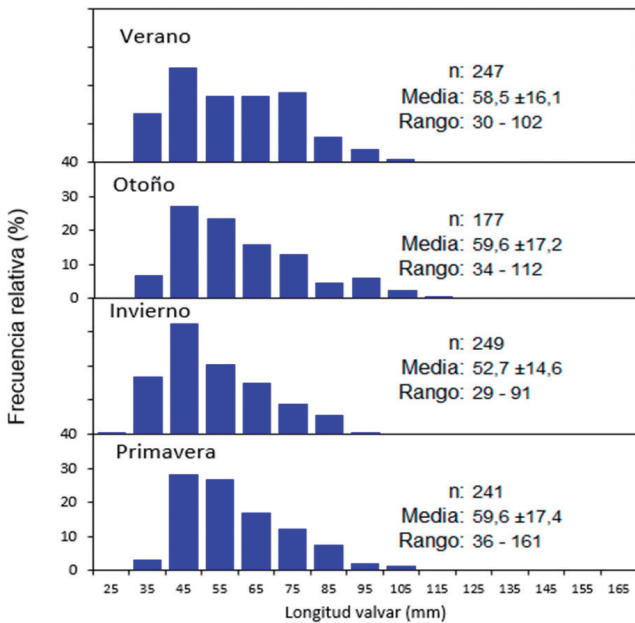 Verano
n: 247
Media: 58,5 ±16,1
Rango: 30 - 102
40
Otoño
30
n: 177
20
Media: 59,6 ±17,2
10
Rango: 34 - 112
0
Invierno
n: 249
Media: 52,7 ±14,6
Rango: 29 - 91
40
Primavera
30
n: 241
20
Media: 59,6 ±17,4
10
Rango: 36 - 161
0
25 35 45 55 65 75 85 95 105 115 125 135 145 155 165
Longitud valvar (mm)
Frecuencia relativa (%)